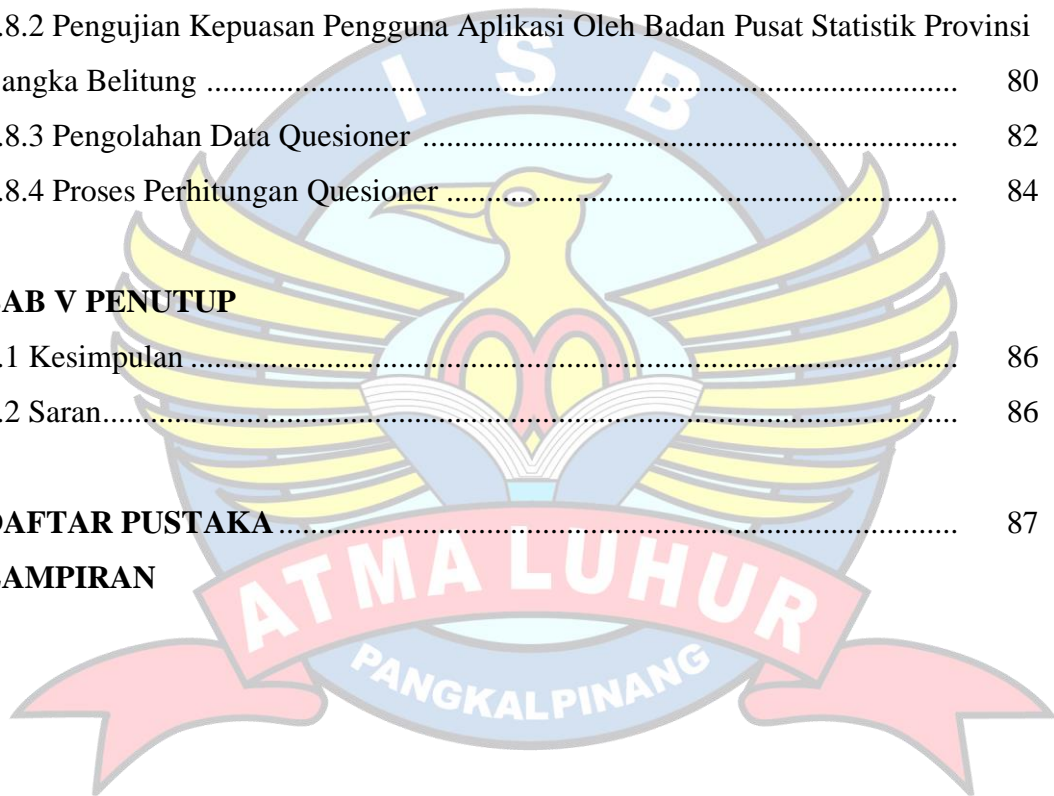 .8.2 Pengujian Kepuasan Pengguna Aplikasi Oleh Badan Pusat Statistik Provinsi
angka Belitung ................................................................................................ 80
.8.3 Pengolahan Data Quesioner .................................................................... 82
.8.4 Proses Perhitungan Quesioner ................................................................ 84
AB V PENUTUP
.1 Kesimpulan ................................................................................................ 86
.2 Saran........................................................................................................... 86
DAFTAR PUSTAKA ..................................................................................... 87
LAMPIRAN
ISB
ATMA LUHUR
PANGKALPINANG